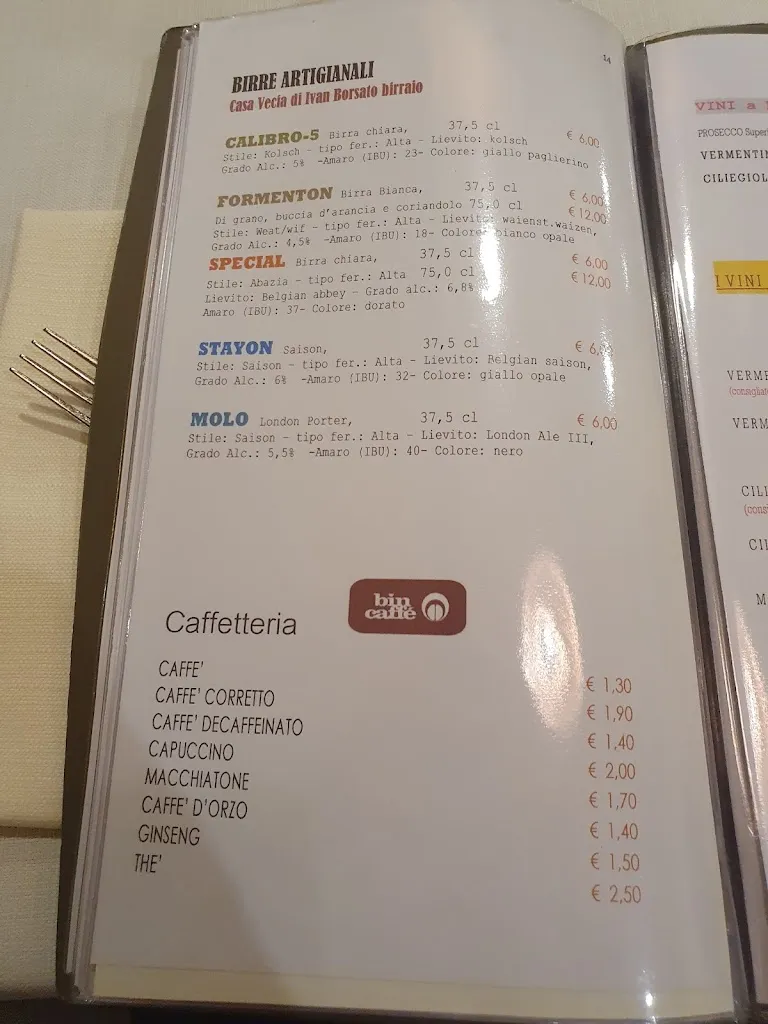 14
BIRRE ARTIGIANALI
Casa Vecia di Ivan Borsato birraio
CALIBRO-5 Birra chiara, 37,5 cl € 6,00
Stile: Kolsch - tipo fer.: Alta - Lievito: kolsch
Grado Alc.: 5% -Amaro (IBU): 23- Colore: giallo paglierino
FORMENTON Birra Bianca, 37,5 cl € 6,00
Di grano, buccia d'arancia e coriandolo 75,0 cl € 12,00
Stile: Weat/wif - tipo fer.: Alta - Lievito: waienst.waizen,
Grado Alc.: 4,5% -Amaro (IBU): 18- Colore: bianco opale
SPECIAL Birra chiara, 37,5 cl € 6,00
Stile: Abazia - tipo fer.: Alta 75,0 cl € 12,00
Lievito: Belgian abbey - Grado alc.: 6,8%
Amaro (IBU): 37- Colore: dorato
STAYON Saison, 37,5 cl € 6,00
Stile: Saison - tipo fer.: Alta - Lievito: Belgian saison,
Grado Alc.: 6% -Amaro (IBU): 32- Colore: giallo opale
MOLO London Porter, 37,5 cl € 6,00
Stile: Saison - tipo fer.: Alta - Lievito: London Ale III,
Grado Alc.: 5,5% -Amaro (IBU): 40- Colore: nero
Caffetteria
bin caffè
CAFFE' € 1,30
CAFFE' CORRETTO € 1,90
CAFFE' DECAFFEINATO € 1,40
CAPUCCINO € 2,00
MACCHIATONE € 1,70
CAFFE' D'ORZO € 1,40
GINSENG € 1,50
THE' € 2,50
VINI a
PROSECCO
I VINI